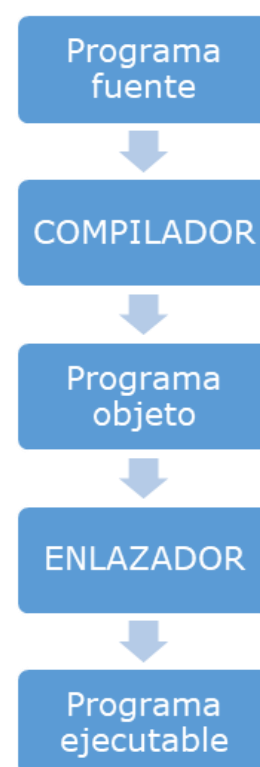 Programa
fuente
COMPILADOR
Programa
objeto
ENLAZADOR
Programa
ejecutable